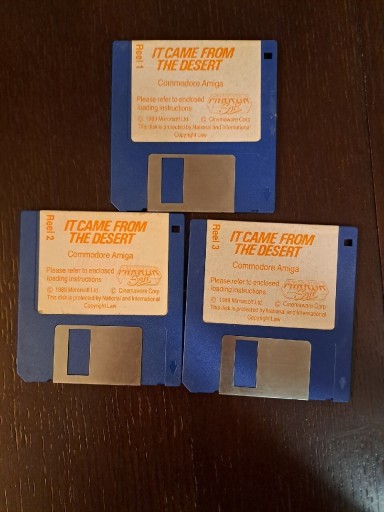 Reel 1
IT CAME FROM
THE DESERT
Commodore Amiga
Please refer to enclosed
loading instructions.
© 1989 Mirrorsoft Ltd. © Cinemaware Corp.
This disk is protected by National and International
Copyright Law
Reel 2
IT CAME FROM
THE DESERT
Commodore Amiga
Please refer to enclosed
loading instructions.
© 1989 Mirrorsoft Ltd. © Cinemaware Corp.
This disk is protected by National and International
Copyright Law
Reel 3
IT CAME FROM
THE DESERT
Commodore Amiga
Please refer to enclosed
loading instructions.
© 1989 Mirrorsoft Ltd. © Cinemaware Corp.
This disk is protected by National and International
Copyright Law